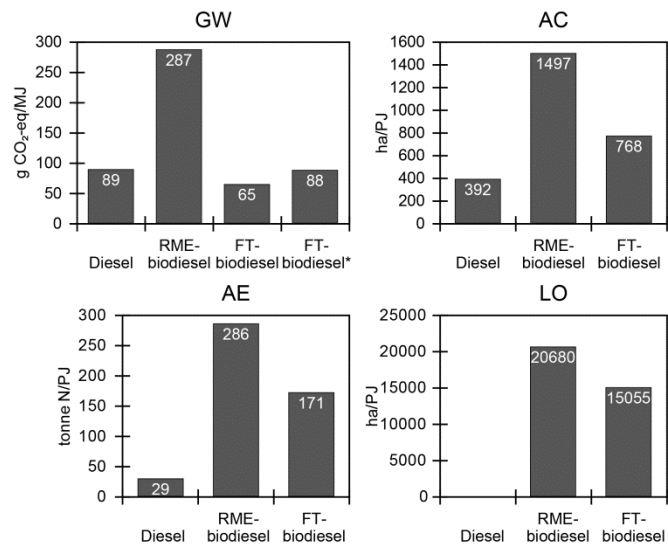 GW
g CO₂-eq/MJ
300
250
200
150
100
50
0
89
287
65
88
Diesel
RME-
biodiesel
FT-
biodiesel
FT-
biodiesel*
AC
ha/PJ
1600
1400
1200
1000
800
600
400
200
0
392
1497
768
Diesel
RME-
biodiesel
FT-
biodiesel
AE
tonne N/PJ
300
250
200
150
100
50
0
29
286
171
Diesel
RME-
biodiesel
FT-
biodiesel
LO
ha/PJ
25000
20000
15000
10000
5000
0
20680
15055
Diesel
RME-
biodiesel
FT-
biodiesel